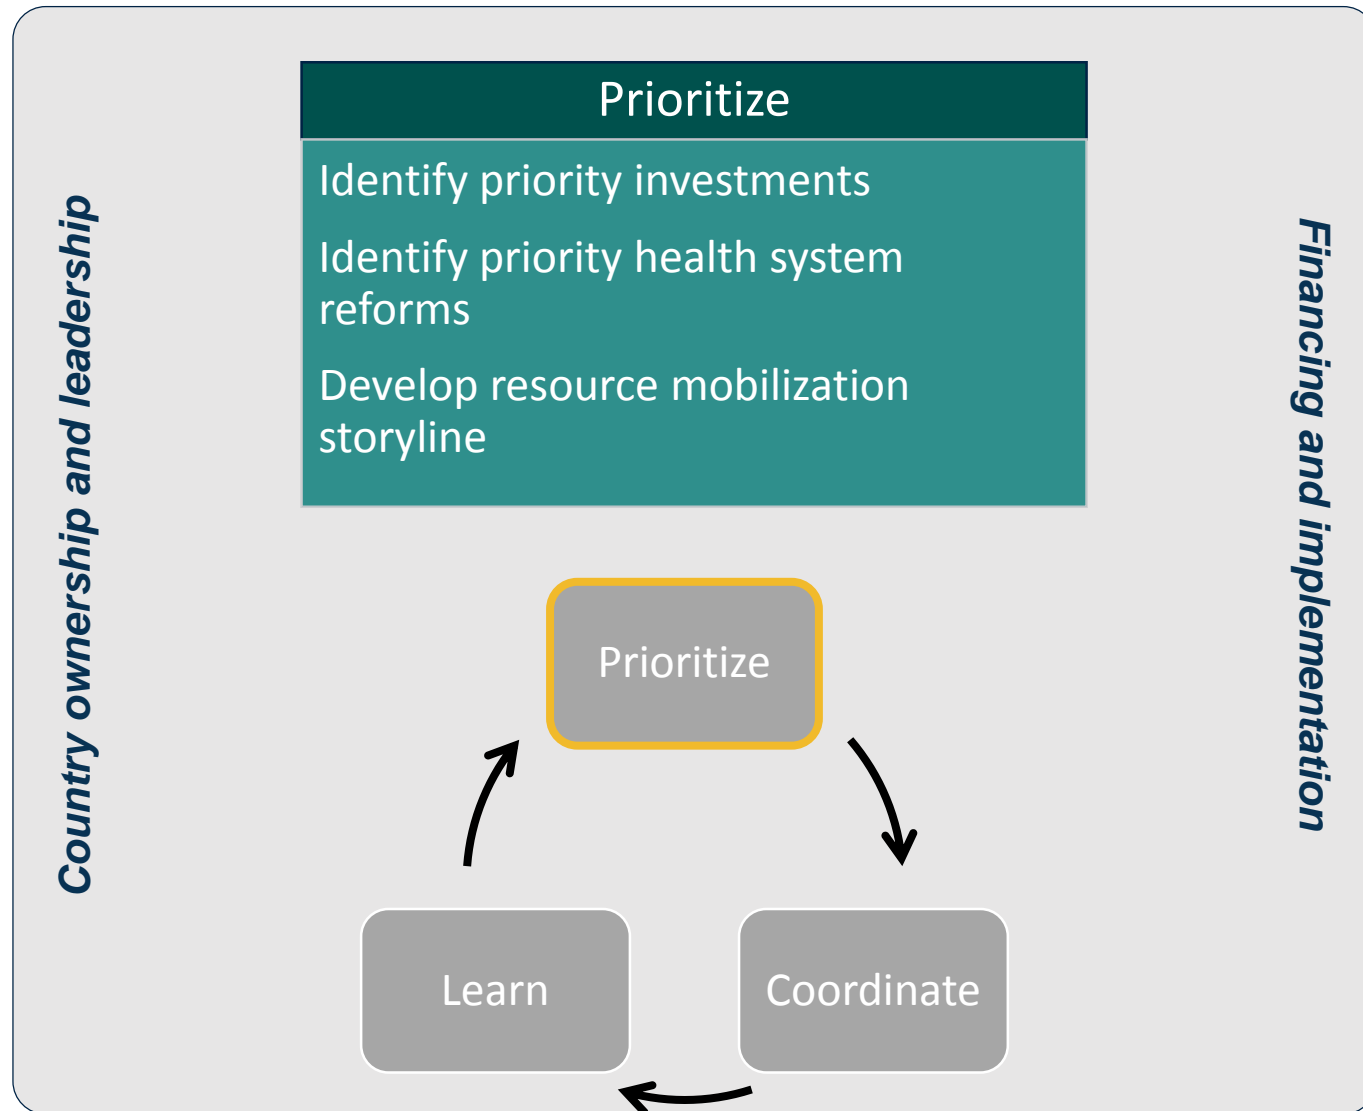 Prioritize
Identify priority investments
Identify priority health system
reforms
Develop resource mobilization
storyline
Country ownership and leadership
Financing and implementation
Prioritize
Learn
Coordinate